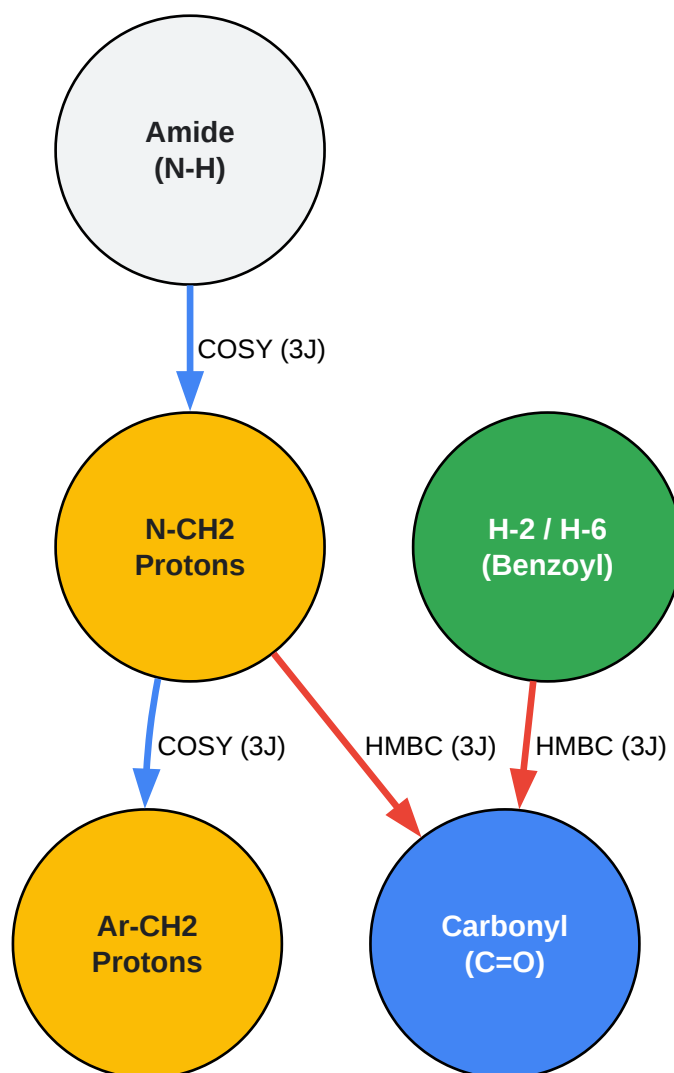 Amide
(N-H)
COSY (3J)
N-CH2
Protons
H-2 / H-6
(Benzoyl)
COSY (3J)
HMBC (3J)
HMBC (3J)
Ar-CH2
Protons
Carbonyl
(C=O)